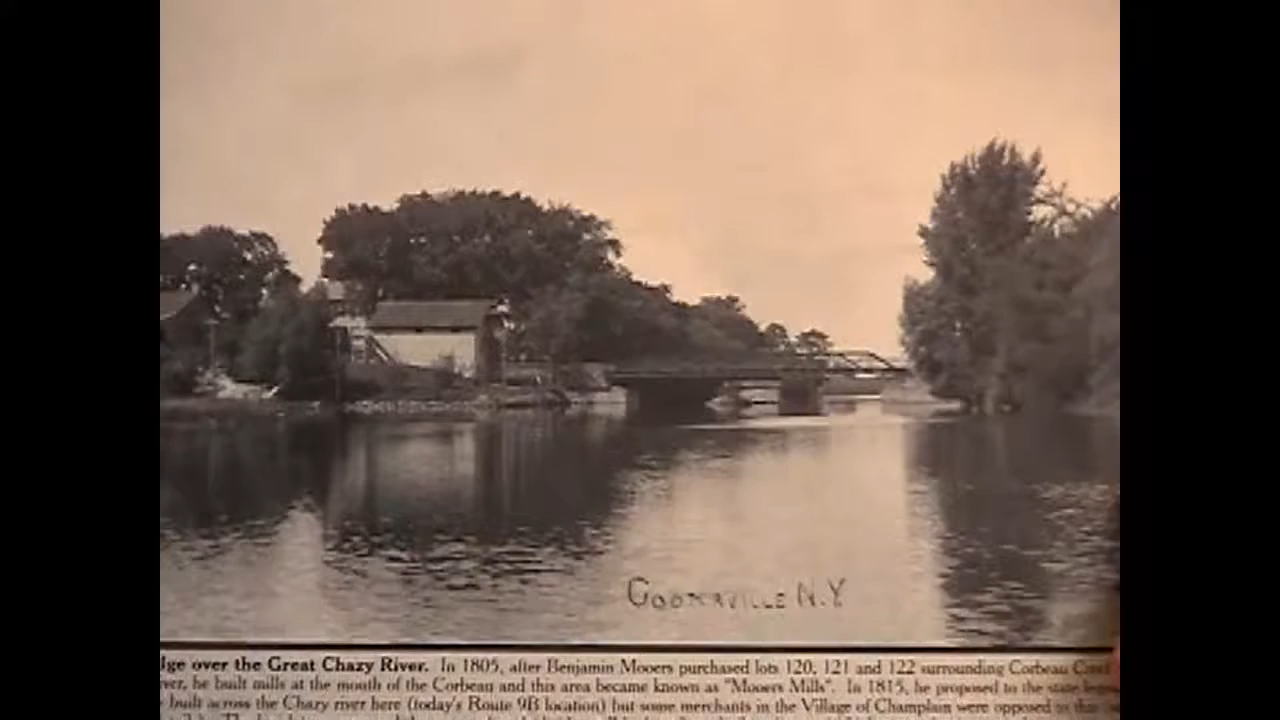 COOPERVILLE N.Y
lge over the Great Chazy River. In 1805, after Benjamin Mooers purchased lots 120, 121 and 122 surrounding Corbeau Creek
ver, he built mills at the mouth of the Corbeau and this area became known as "Mooers Mills". In 1815, he proposed to the state
built across the Chazy river here (today's Route 9B location) but some merchants in the Village of Champlain were opposed to this